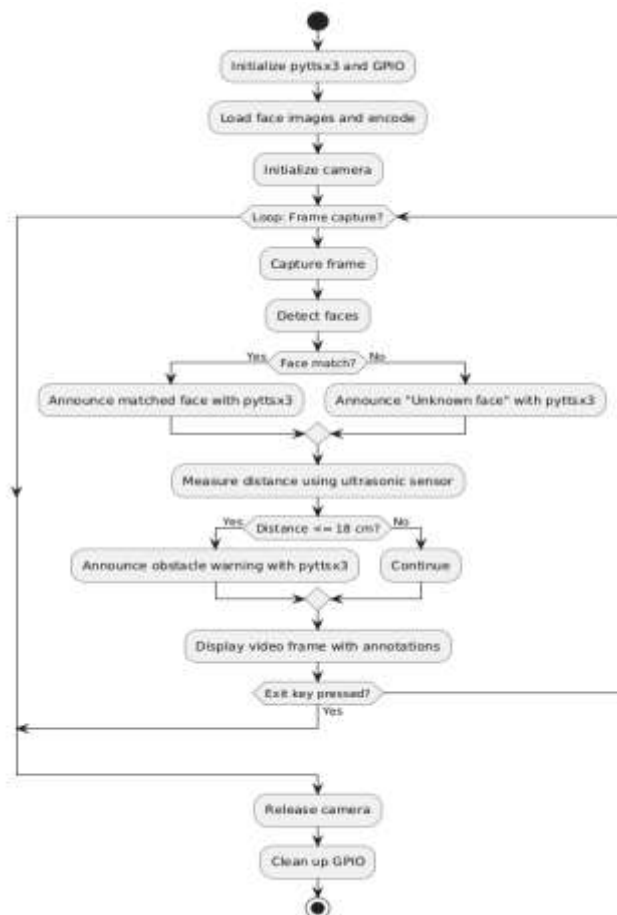 Initialize pyttsx3 and GPIO
Load face images and encode
Initialize camera
Loop: Frame capture?
Capture frame
Detect faces
Yes Face match? No
Announce matched face with pyttsx3
Announce "Unknown face" with pyttsx3
Measure distance using ultrasonic sensor
Yes Distance <= 18 cm? No
Announce obstacle warning with pyttsx3
Continue
Display video frame with annotations
Exit key pressed?
Yes
Release camera
Clean up GPIO